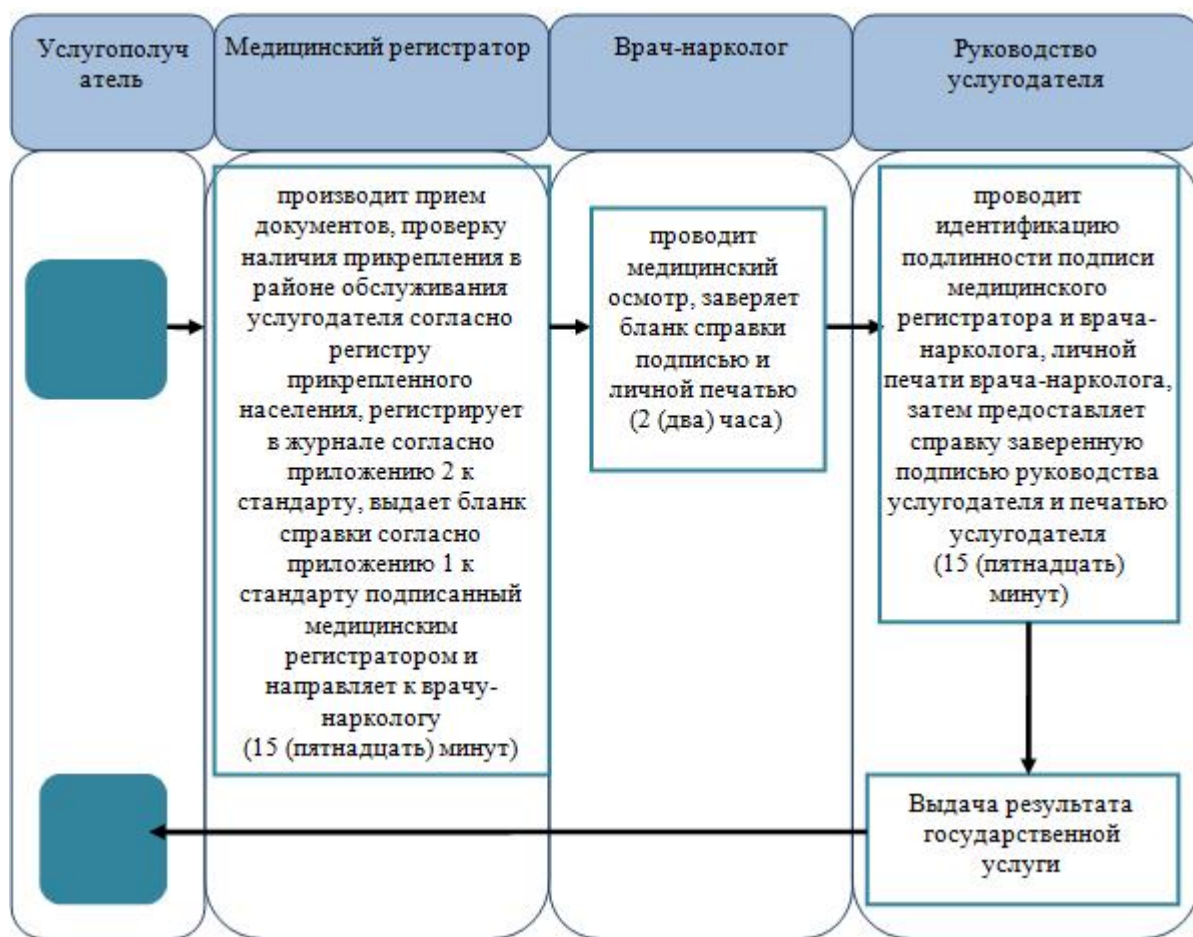 Услугополуч
атель
Медицинский регистратор
Врач-нарколог
Руководство
услугодателя
производит прием
документов, проверку
наличия прикрепления в
районе обслуживания
услугодателя согласно
регистру
прикрепленного
населения, регистрирует
в журнале согласно
приложению 2 к
стандарту, выдает бланк
справки согласно
приложению 1 к
стандарту подписанный
медицинским
регистратором и
направляет к врачу-
наркологу
(15 (пятнадцать) минут)
проводит
медицинский
осмотр, заверяет
бланк справки
подписью и
личной печатью
(2 (два) часа)
проводит
идентификацию
подлинности подписи
медицинского
регистратора и врача-
нарколога, личной
печати врача-нарколога,
затем предоставляет
справку заверенную
подписью руководства
услугодателя и печатью
услугодателя
(15 (пятнадцать)
минут)
Выдача результата
государственной
услуги